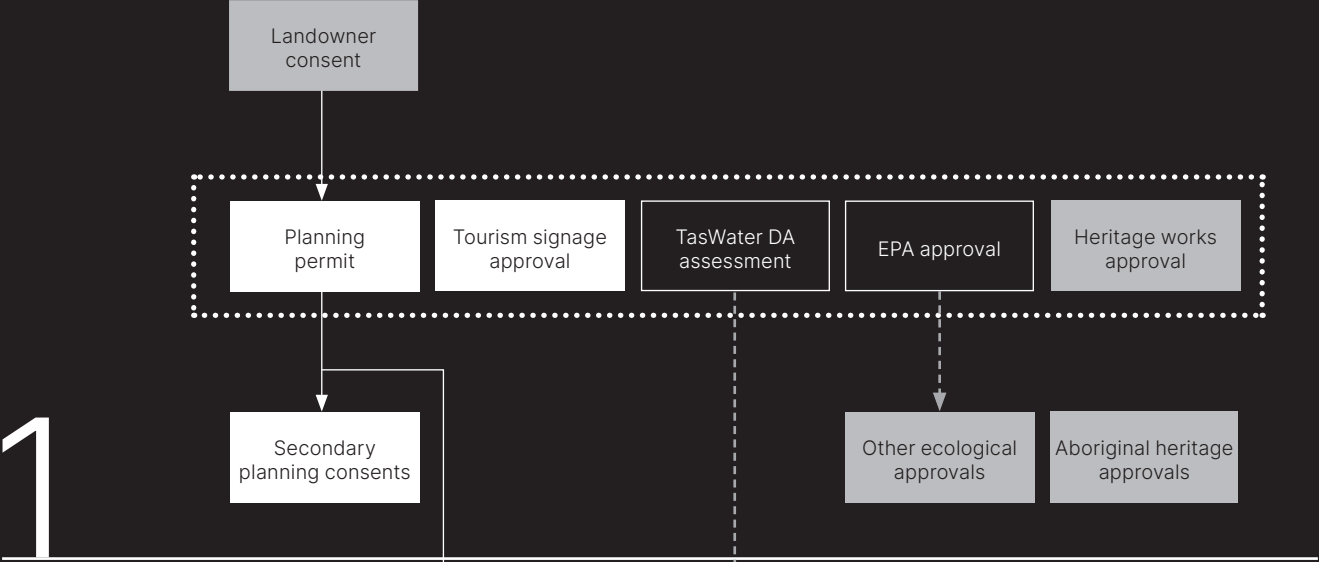 Landowner
consent
Planning
permit
Tourism signage
approval
TasWater DA
assessment
EPA approval
Heritage works
approval
Secondary
planning consents
Other ecological
approvals
Aboriginal heritage
approvals
1